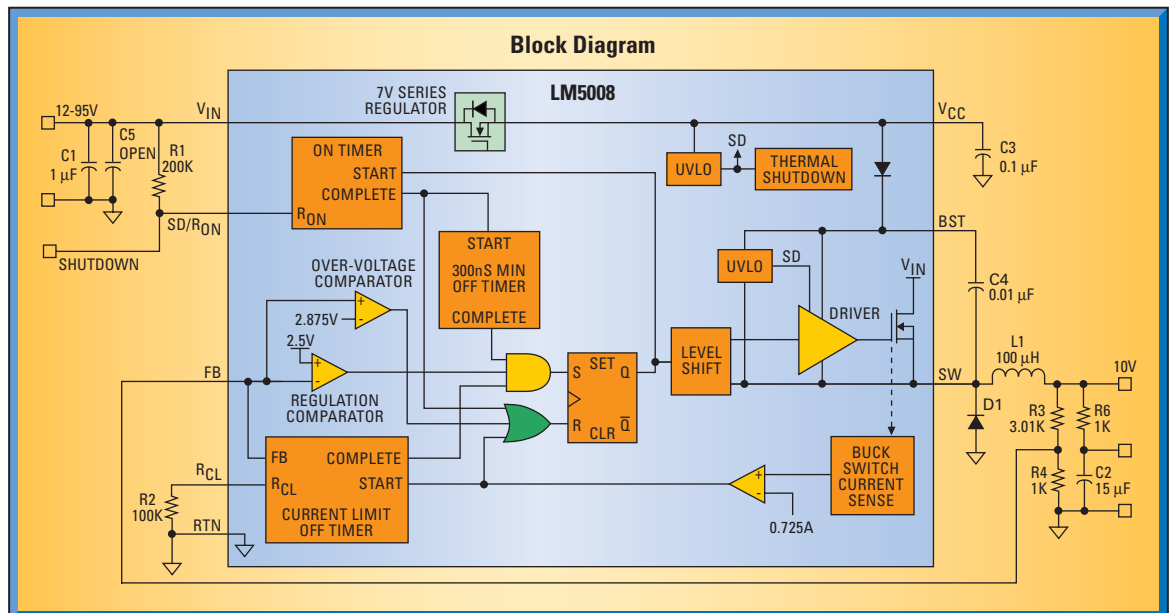 Block Diagram
LM5008
7V SERIES
REGULATOR
12-95V
VIN
VCC
C5
OPEN
C1
1 µF
R1
200K
C3
0.1 µF
ON TIMER
START
COMPLETE
RON
SD
UVLO
THERMAL
SHUTDOWN
SD/RON
SHUTDOWN
START
300nS MIN
OFF TIMER
COMPLETE
BST
UVLO
SD
VIN
C4
0.01 µF
OVER-VOLTAGE
COMPARATOR
+
-
2.875V
DRIVER
2.5V
+
-
REGULATION
COMPARATOR
FB
S
SET
Q
R
CLR
Q̅
LEVEL
SHIFT
SW
L1
100 µH
10V
D1
R3
3.01K
R6
1K
R4
1K
C2
15 µF
FB
COMPLETE
RCL
START
CURRENT LIMIT
OFF TIMER
RCL
R2
100K
RTN
+
-
0.725A
BUCK
SWITCH
CURRENT
SENSE